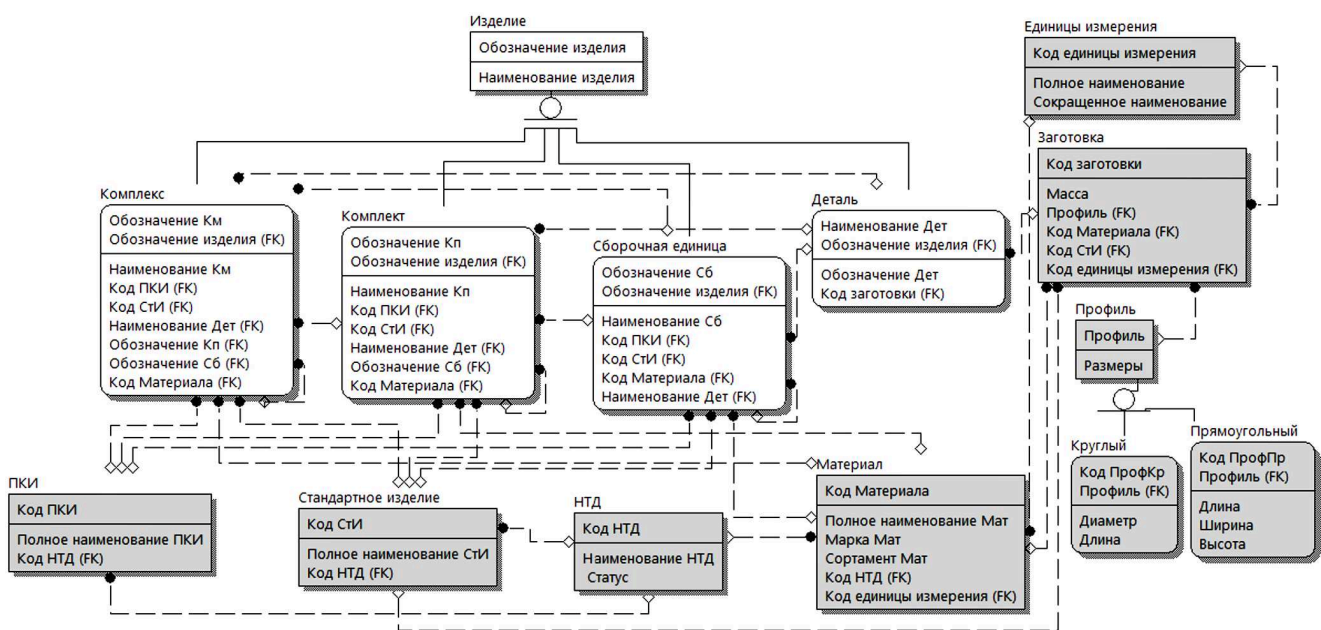 Изделие
Обозначение изделия
Наименование изделия
Единицы измерения
Код единицы измерения
Полное наименование
Сокращенное наименование
Заготовка
Код заготовки
Масса
Профиль (FK)
Код Материала (FK)
Код СтИ (FK)
Код единицы измерения (FK)
Комплекс
Обозначение Км
Обозначение изделия (FK)
Наименование Км
Код ПКИ (FK)
Код СтИ (FK)
Наименование Дет (FK)
Обозначение Кп (FK)
Обозначение Сб (FK)
Код Материала (FK)
Комплект
Обозначение Кп
Обозначение изделия (FK)
Наименование Кп
Код ПКИ (FK)
Код СтИ (FK)
Наименование Дет (FK)
Обозначение Сб (FK)
Код Материала (FK)
Сборочная единица
Обозначение Сб
Обозначение изделия (FK)
Наименование Сб
Код ПКИ (FK)
Код СтИ (FK)
Код Материала (FK)
Наименование Дет (FK)
Деталь
Наименование Дет
Обозначение изделия (FK)
Обозначение Дет
Код заготовки (FK)
Профиль
Профиль
Размеры
Круглый
Код ПрофКр
Профиль (FK)
Диаметр
Длина
Прямоугольный
Код ПрофПр
Профиль (FK)
Длина
Ширина
Высота
ПКИ
Код ПКИ
Полное наименование ПКИ
Код НТД (FK)
Стандартное изделие
Код СтИ
Полное наименование СтИ
Код НТД (FK)
НТД
Код НТД
Наименование НТД
Статус
Материал
Код Материала
Полное наименование Мат
Марка Мат
Сортамент Мат
Код НТД (FK)
Код единицы измерения (FK)